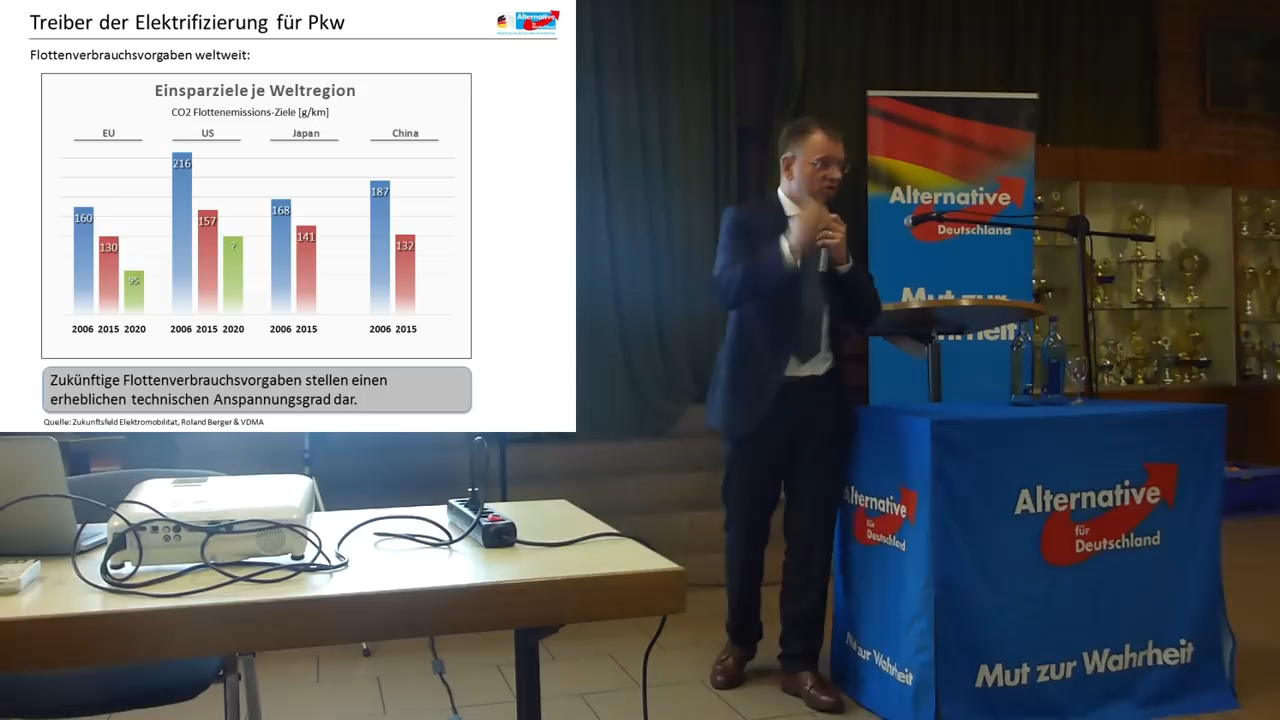 Treiber der Elektrifizierung für Pkw
Alternative
Deutschland
Flottenverbrauchsvorgaben weltweit:
Einsparziele je Weltregion
CO2 Flottenemissions-Ziele [g/km]
EU US Japan China
160 130 95 216 157 ? 168 141 187 132
2006 2015 2020 2006 2015 2020 2006 2015 2006 2015
Zukünftige Flottenverbrauchsvorgaben stellen einen
erheblichen technischen Anspannungsgrad dar.
Quelle: Zukunftsfeld Elektromobilität, Roland Berger & VDMA
Alternative
Deutschland
Mut zur
Wahrheit
Alternative
für
Deutschland
Mut zur Wahrheit
Alternative
für
Deutschland
Mut zur Wahrheit